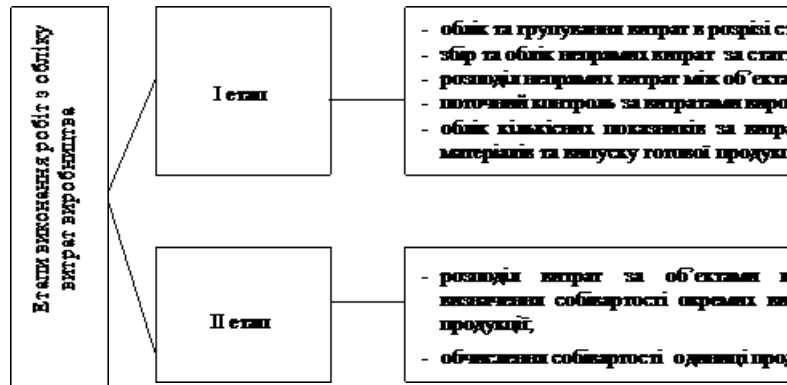 Етапи виконання робіт з обліку
витрат виробництва
І етап
- облік та групування витрат в розрізі
- збір та облік непрямих витрат за
- розподіл непрямих витрат між
- поточний контроль за витратами
- облік кількісних показників за
матеріалів та випуску готової
ІІ етап
- розподіл витрат за об’єктами
визначення собівартості окремих
продукції;
- обчислення собівартості одиниці